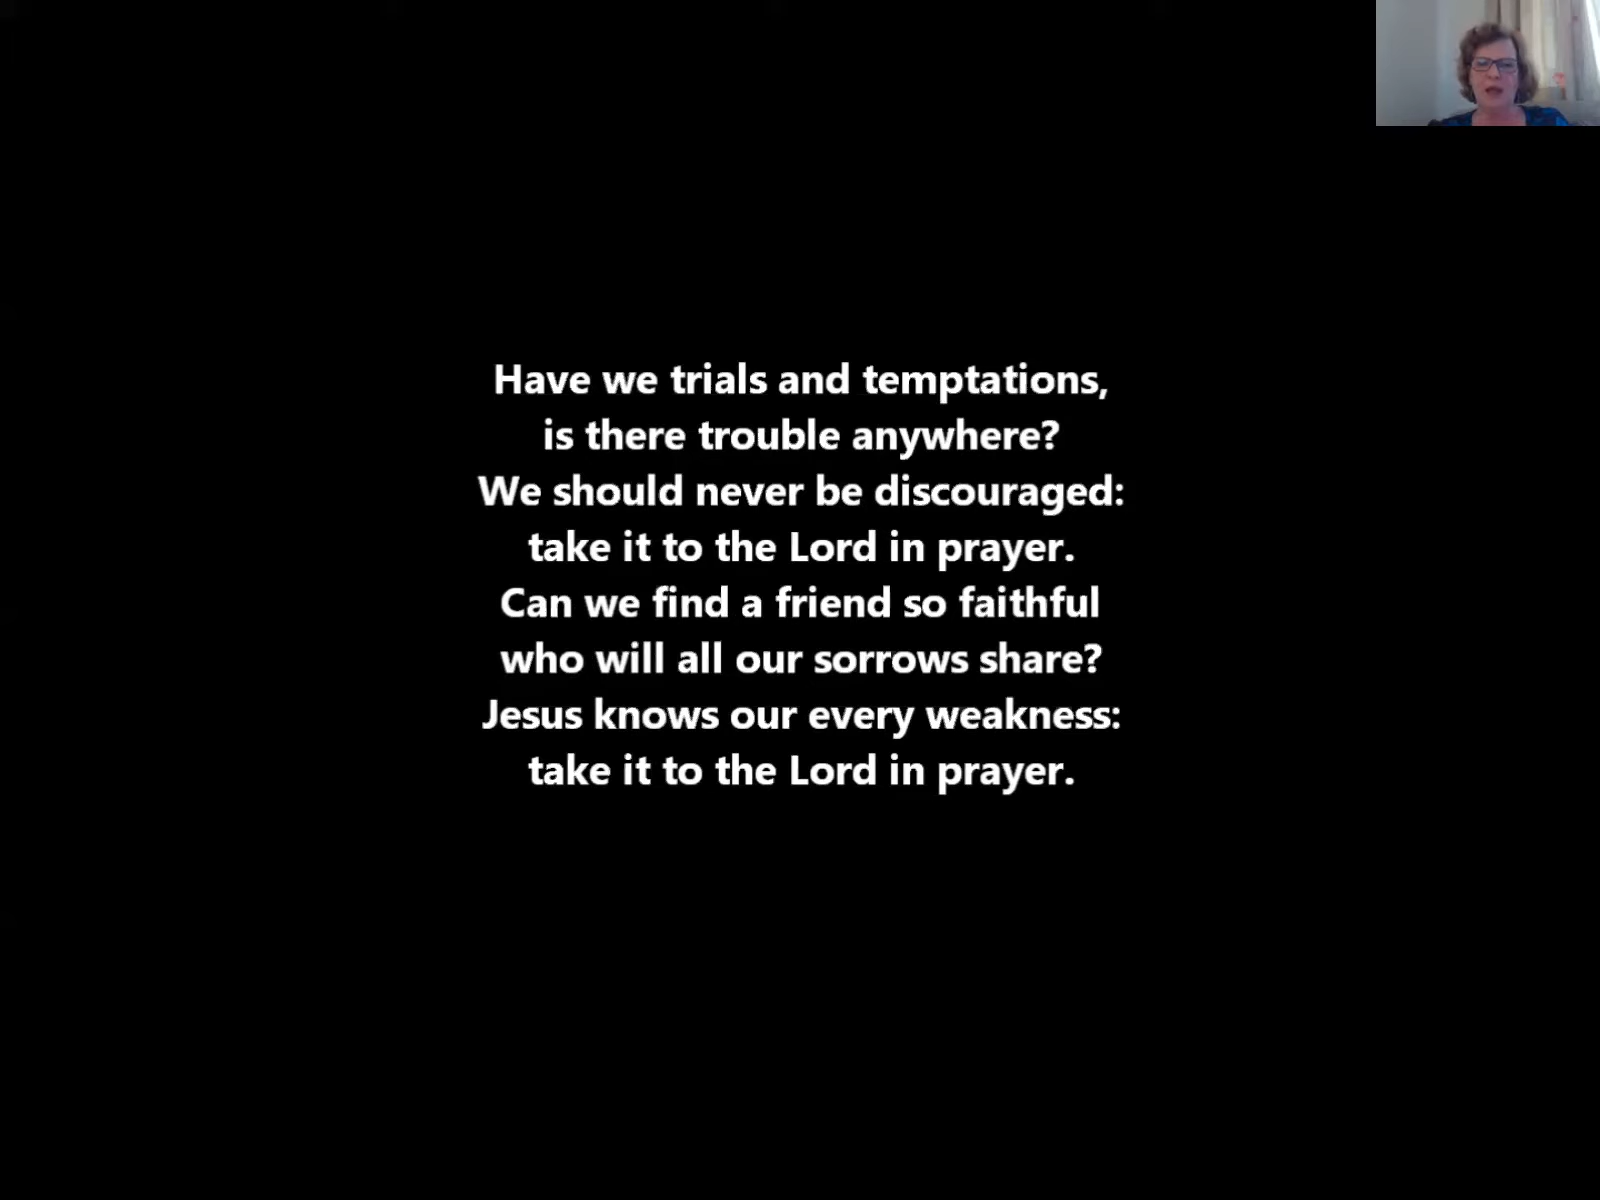 Have we trials and temptations,
is there trouble anywhere?
We should never be discouraged:
take it to the Lord in prayer.
Can we find a friend so faithful
who will all our sorrows share?
Jesus knows our every weakness:
take it to the Lord in prayer.